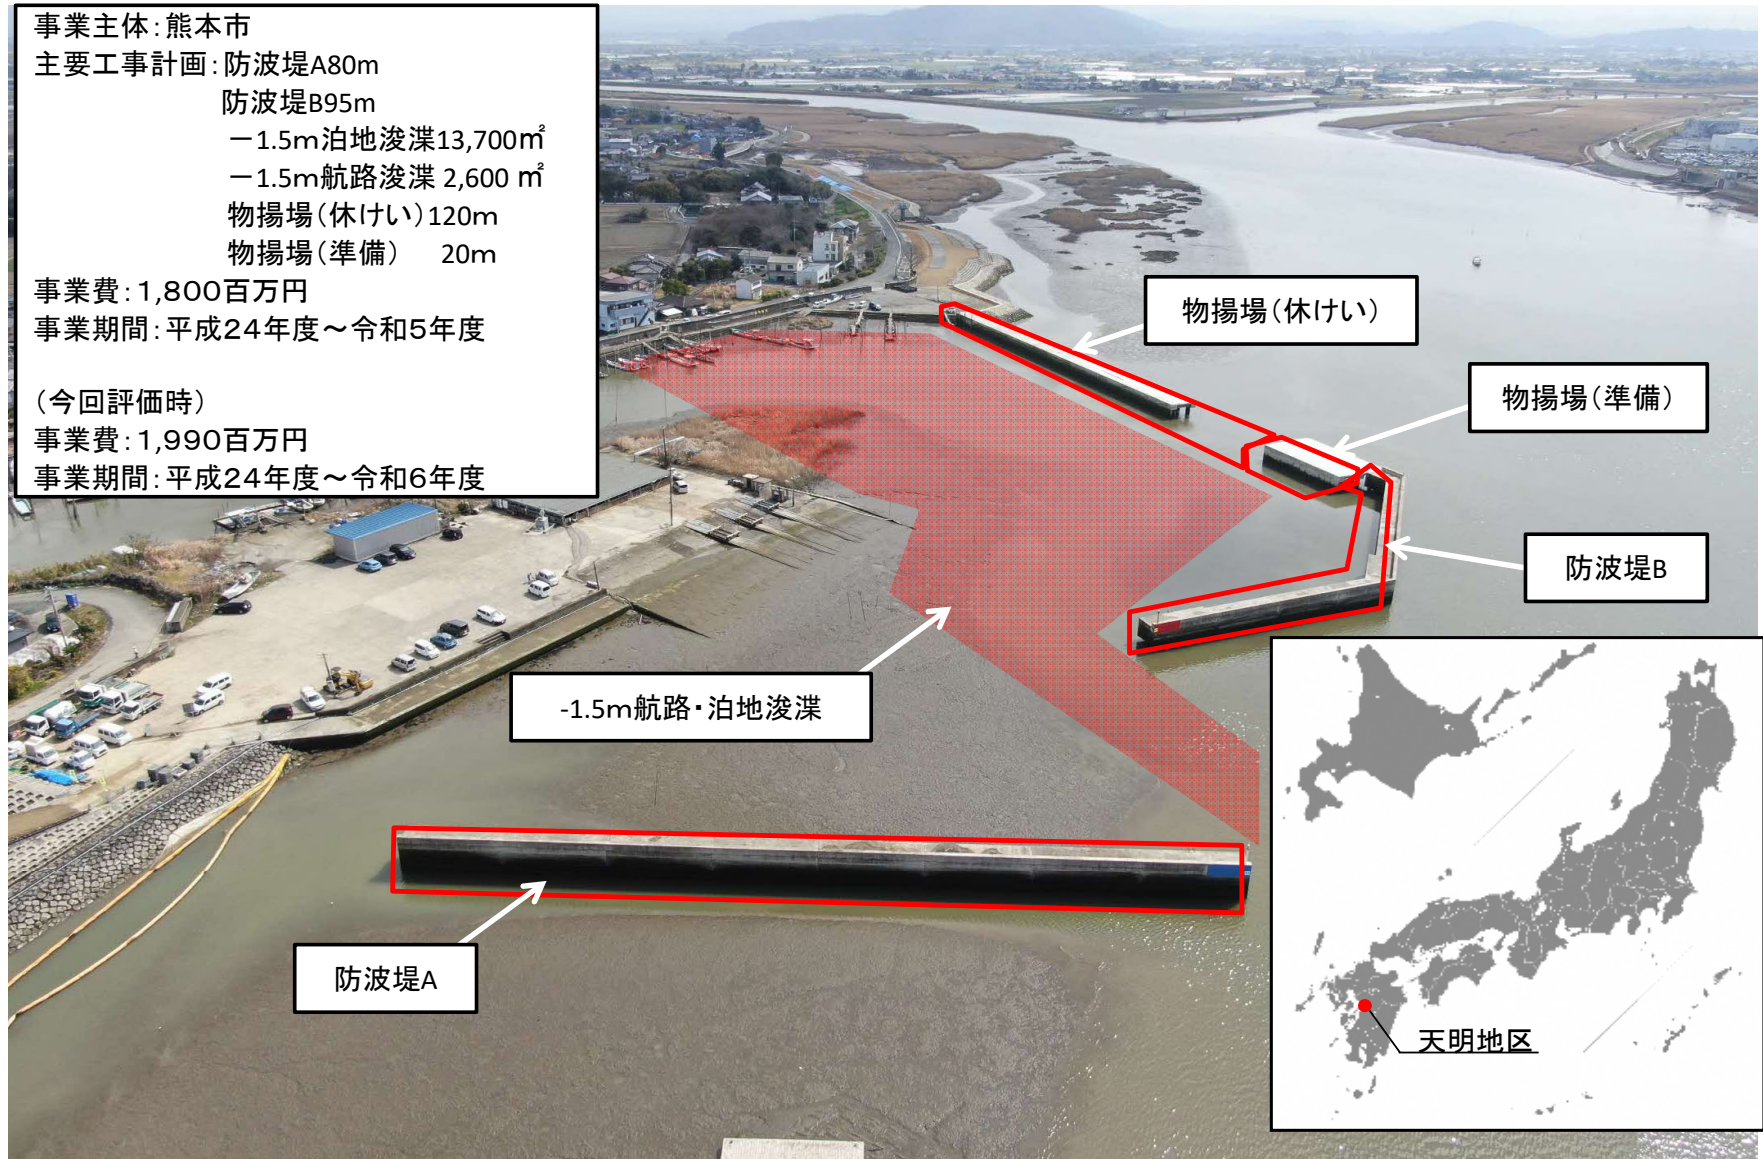 事業主体：熊本市
主要工事計画：防波堤A80m
防波堤B95m
－1.5m泊地浚渫13,700㎡
－1.5m航路浚渫 2,600 ㎡
物揚場（休けい）120m
物揚場（準備） 20m
事業費：1,800百万円
事業期間：平成24年度～令和5年度
（今回評価時）
事業費：1,990百万円
事業期間：平成24年度～令和6年度
物揚場（休けい）
物揚場（準備）
防波堤B
-1.5m航路・泊地浚渫
防波堤A
天明地区